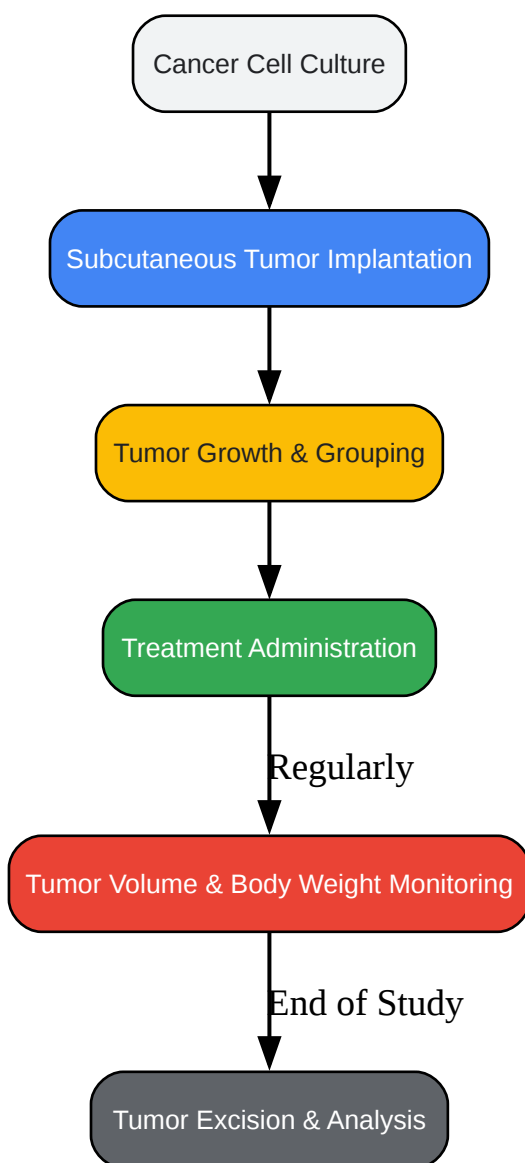 Cancer Cell Culture
Subcutaneous Tumor Implantation
Tumor Growth & Grouping
Treatment Administration
Regularly
Tumor Volume & Body Weight Monitoring
End of Study
Tumor Excision & Analysis